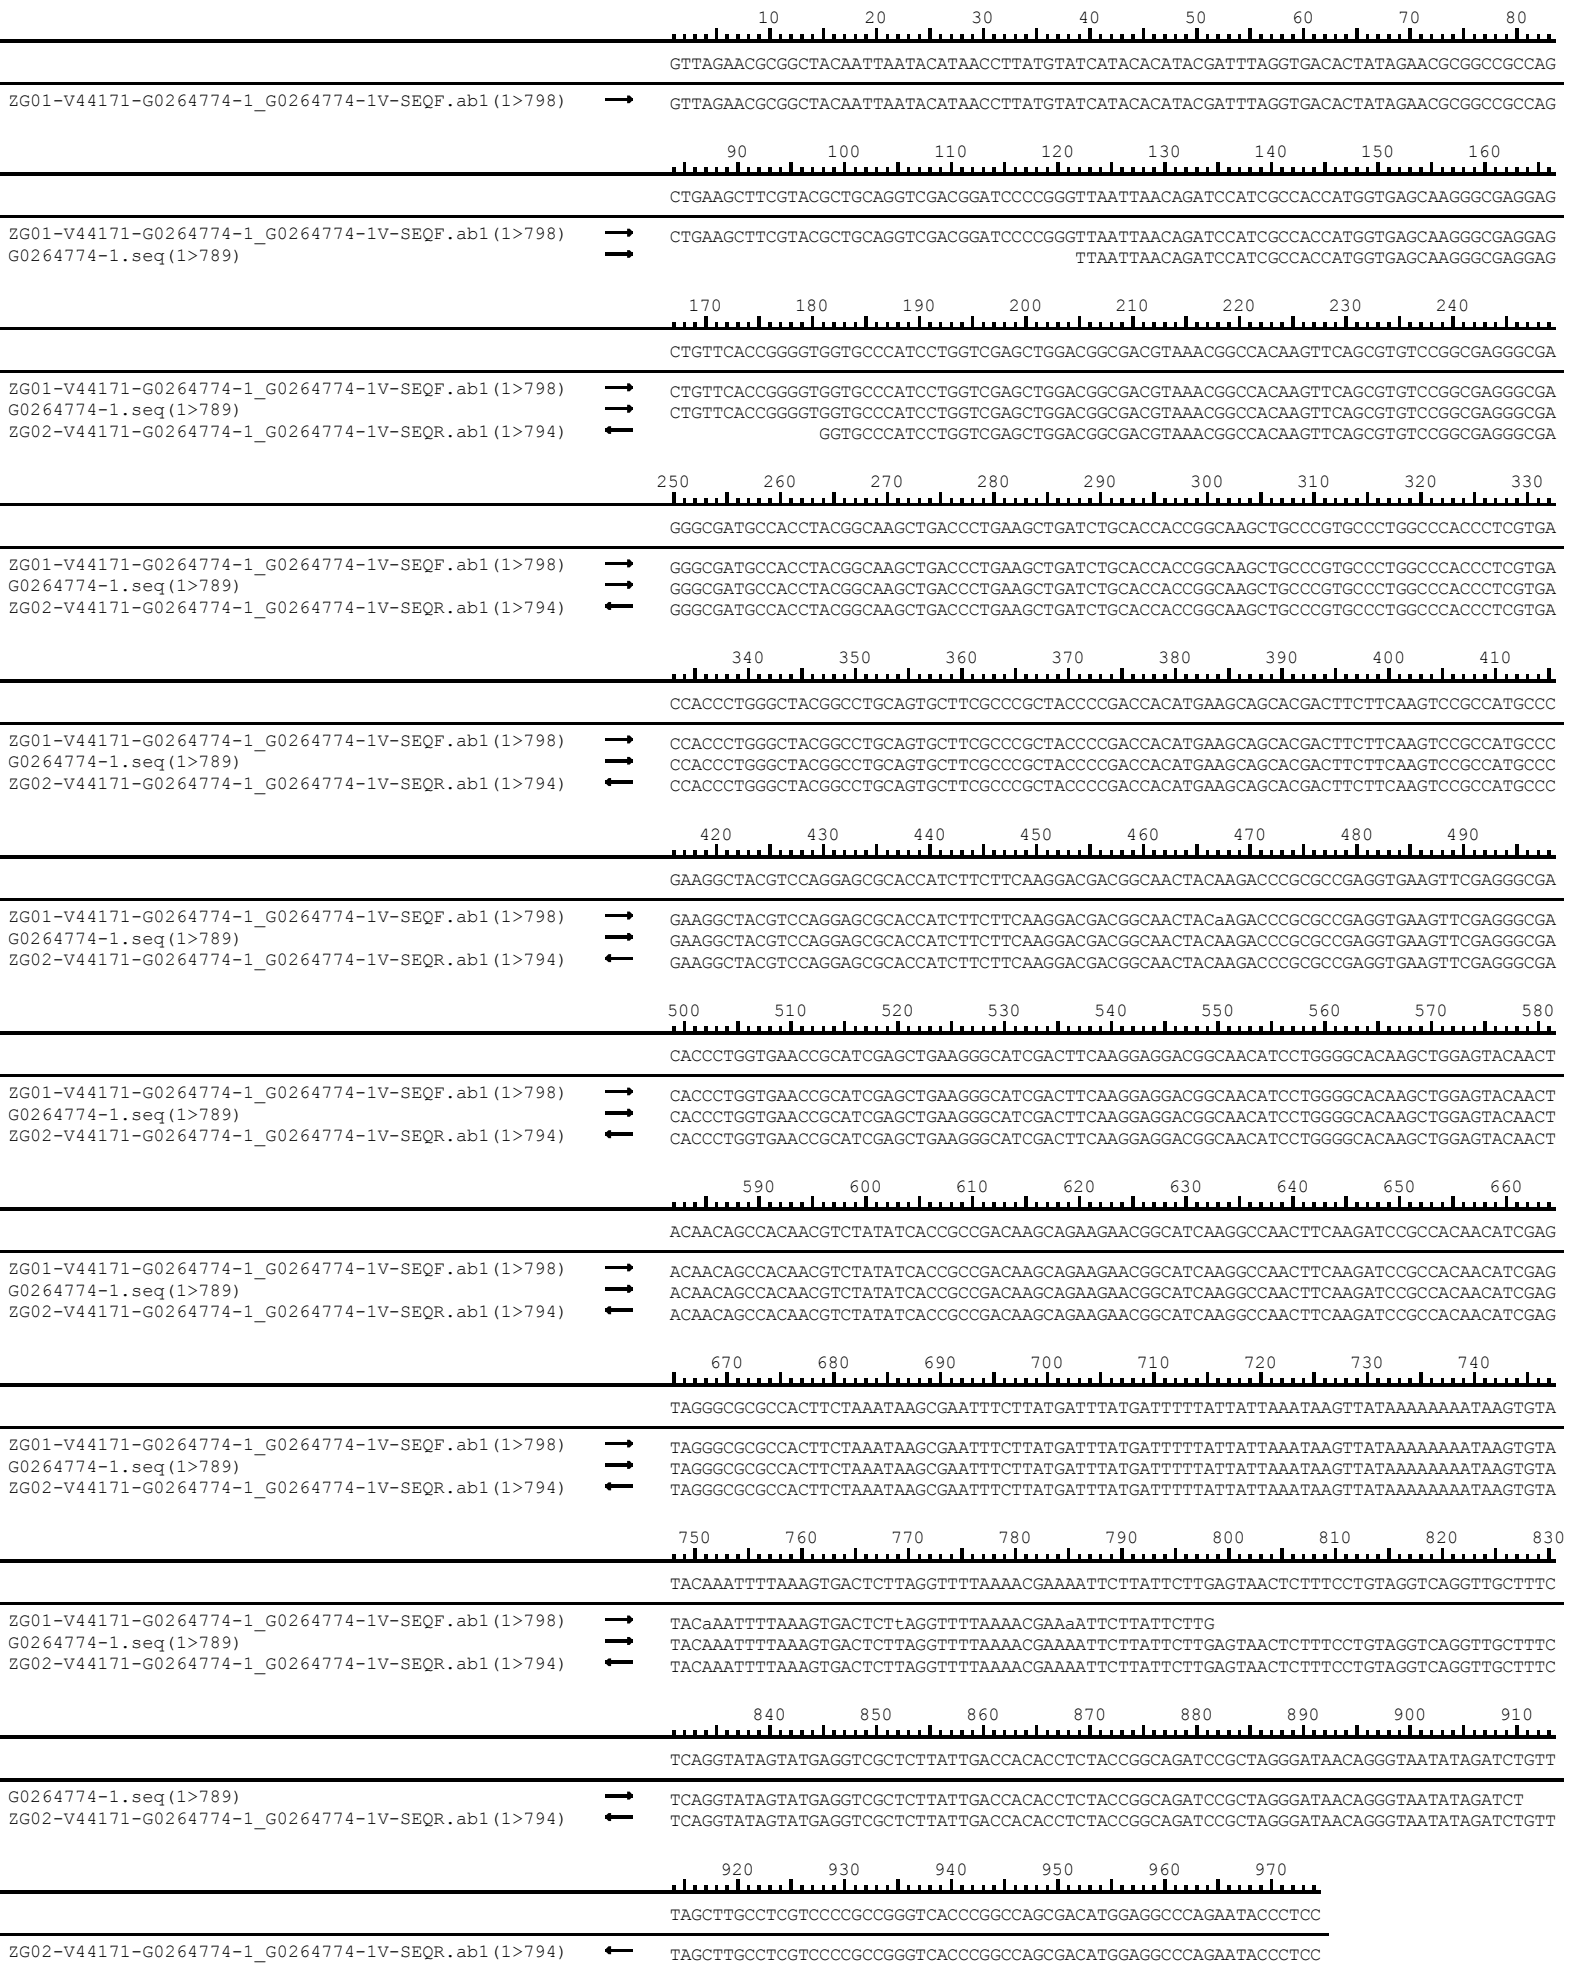 10 20 30 40 50 60 70 80
GTTAGAACGCGGCTACAATTAATACATAACCTTATGTATCATACACATACGATTTAGGTGACACTATAGAACGCGGCCGCCAG
ZG01-V44171-G0264774-1_G0264774-1V-SEQF.ab1(1>798) → GTTAGAACGCGGCTACAATTAATACATAACCTTATGTATCATACACATACGATTTAGGTGACACTATAGAACGCGGCCGCCAG
90 100 110 120 130 140 150 160
CTGAAGCTTCGTACGCTGCAGGTCGACGGATCCCCGGGTTAATTAACAGATCCATCGCCACCATGGTGAGCAAGGGCGAGGAG
ZG01-V44171-G0264774-1_G0264774-1V-SEQF.ab1(1>798) → CTGAAGCTTCGTACGCTGCAGGTCGACGGATCCCCGGGTTAATTAACAGATCCATCGCCACCATGGTGAGCAAGGGCGAGGAG
G0264774-1.seq(1>789) → TTAATTAACAGATCCATCGCCACCATGGTGAGCAAGGGCGAGGAG
170 180 190 200 210 220 230 240
CTGTTCACCGGGGTGGTGCCCATCCTGGTCGAGCTGGACGGCGACGTAAACGGCCACAAGTTCAGCGTGTCCGGCGAGGGCGA
ZG01-V44171-G0264774-1_G0264774-1V-SEQF.ab1(1>798) → CTGTTCACCGGGGTGGTGCCCATCCTGGTCGAGCTGGACGGCGACGTAAACGGCCACAAGTTCAGCGTGTCCGGCGAGGGCGA
G0264774-1.seq(1>789) → CTGTTCACCGGGGTGGTGCCCATCCTGGTCGAGCTGGACGGCGACGTAAACGGCCACAAGTTCAGCGTGTCCGGCGAGGGCGA
ZG02-V44171-G0264774-1_G0264774-1V-SEQR.ab1(1>794) ← GGTGCCCATCCTGGTCGAGCTGGACGGCGACGTAAACGGCCACAAGTTCAGCGTGTCCGGCGAGGGCGA
250 260 270 280 290 300 310 320 330
GGGCGATGCCACCTACGGCAAGCTGACCCTGAAGCTGATCTGCACCACCGGCAAGCTGCCCGTGCCCTGGCCCACCCTCGTGA
ZG01-V44171-G0264774-1_G0264774-1V-SEQF.ab1(1>798) → GGGCGATGCCACCTACGGCAAGCTGACCCTGAAGCTGATCTGCACCACCGGCAAGCTGCCCGTGCCCTGGCCCACCCTCGTGA
G0264774-1.seq(1>789) → GGGCGATGCCACCTACGGCAAGCTGACCCTGAAGCTGATCTGCACCACCGGCAAGCTGCCCGTGCCCTGGCCCACCCTCGTGA
ZG02-V44171-G0264774-1_G0264774-1V-SEQR.ab1(1>794) ← GGGCGATGCCACCTACGGCAAGCTGACCCTGAAGCTGATCTGCACCACCGGCAAGCTGCCCGTGCCCTGGCCCACCCTCGTGA
340 350 360 370 380 390 400 410
CCACCCTGGGCTACGGCCTGCAGTGCTTCGCCCGCTACCCCGACCACATGAAGCAGCACGACTTCTTCAAGTCCGCCATGCCC
ZG01-V44171-G0264774-1_G0264774-1V-SEQF.ab1(1>798) → CCACCCTGGGCTACGGCCTGCAGTGCTTCGCCCGCTACCCCGACCACATGAAGCAGCACGACTTCTTCAAGTCCGCCATGCCC
G0264774-1.seq(1>789) → CCACCCTGGGCTACGGCCTGCAGTGCTTCGCCCGCTACCCCGACCACATGAAGCAGCACGACTTCTTCAAGTCCGCCATGCCC
ZG02-V44171-G0264774-1_G0264774-1V-SEQR.ab1(1>794) ← CCACCCTGGGCTACGGCCTGCAGTGCTTCGCCCGCTACCCCGACCACATGAAGCAGCACGACTTCTTCAAGTCCGCCATGCCC
420 430 440 450 460 470 480 490
GAAGGCTACGTCCAGGAGCGCACCATCTTCTTCAAGGACGACGGCAACTACAAGACCCGCGCCGAGGTGAAGTTCGAGGGCGA
ZG01-V44171-G0264774-1_G0264774-1V-SEQF.ab1(1>798) → GAAGGCTACGTCCAGGAGCGCACCATCTTCTTCAAGGACGACGGCAACTACaAGACCCGCGCCGAGGTGAAGTTCGAGGGCGA
G0264774-1.seq(1>789) → GAAGGCTACGTCCAGGAGCGCACCATCTTCTTCAAGGACGACGGCAACTACAAGACCCGCGCCGAGGTGAAGTTCGAGGGCGA
ZG02-V44171-G0264774-1_G0264774-1V-SEQR.ab1(1>794) ← GAAGGCTACGTCCAGGAGCGCACCATCTTCTTCAAGGACGACGGCAACTACAAGACCCGCGCCGAGGTGAAGTTCGAGGGCGA
500 510 520 530 540 550 560 570 580
CACCCTGGTGAACCGCATCGAGCTGAAGGGCATCGACTTCAAGGAGGACGGCAACATCCTGGGGCACAAGCTGGAGTACAACT
ZG01-V44171-G0264774-1_G0264774-1V-SEQF.ab1(1>798) → CACCCTGGTGAACCGCATCGAGCTGAAGGGCATCGACTTCAAGGAGGACGGCAACATCCTGGGGCACAAGCTGGAGTACAACT
G0264774-1.seq(1>789) → CACCCTGGTGAACCGCATCGAGCTGAAGGGCATCGACTTCAAGGAGGACGGCAACATCCTGGGGCACAAGCTGGAGTACAACT
ZG02-V44171-G0264774-1_G0264774-1V-SEQR.ab1(1>794) ← CACCCTGGTGAACCGCATCGAGCTGAAGGGCATCGACTTCAAGGAGGACGGCAACATCCTGGGGCACAAGCTGGAGTACAACT
590 600 610 620 630 640 650 660
ACAACAGCCACAACGTCTATATCACCGCCGACAAGCAGAAGAACGGCATCAAGGCCAACTTCAAGATCCGCCACAACATCGAG
ZG01-V44171-G0264774-1_G0264774-1V-SEQF.ab1(1>798) → ACAACAGCCACAACGTCTATATCACCGCCGACAAGCAGAAGAACGGCATCAAGGCCAACTTCAAGATCCGCCACAACATCGAG
G0264774-1.seq(1>789) → ACAACAGCCACAACGTCTATATCACCGCCGACAAGCAGAAGAACGGCATCAAGGCCAACTTCAAGATCCGCCACAACATCGAG
ZG02-V44171-G0264774-1_G0264774-1V-SEQR.ab1(1>794) ← ACAACAGCCACAACGTCTATATCACCGCCGACAAGCAGAAGAACGGCATCAAGGCCAACTTCAAGATCCGCCACAACATCGAG
670 680 690 700 710 720 730 740
TAGGGCGCGCCACTTCTAAATAAGCGAATTTCTTATGATTTATGATTTTTATTATTAAATAAGTTATAAAAAAAATAAGTGTA
ZG01-V44171-G0264774-1_G0264774-1V-SEQF.ab1(1>798) → TAGGGCGCGCCACTTCTAAATAAGCGAATTTCTTATGATTTATGATTTTTATTATTAAATAAGTTATAAAAAAAATAAGTGTA
G0264774-1.seq(1>789) → TAGGGCGCGCCACTTCTAAATAAGCGAATTTCTTATGATTTATGATTTTTATTATTAAATAAGTTATAAAAAAAATAAGTGTA
ZG02-V44171-G0264774-1_G0264774-1V-SEQR.ab1(1>794) ← TAGGGCGCGCCACTTCTAAATAAGCGAATTTCTTATGATTTATGATTTTTATTATTAAATAAGTTATAAAAAAAATAAGTGTA
750 760 770 780 790 800 810 820 830
TACAAATTTTAAAGTGACTCTTAGGTTTTAAAACGAAAATTCTTATTCTTGAGTAACTCTTTCCTGTAGGTCAGGTTGCTTTC
ZG01-V44171-G0264774-1_G0264774-1V-SEQF.ab1(1>798) → TACaAATTTTAAAGTGACTCTtAGGTTTTAAAACGAAaATTCTTATTCTTG
G0264774-1.seq(1>789) → TACAAATTTTAAAGTGACTCTTAGGTTTTAAAACGAAAATTCTTATTCTTGAGTAACTCTTTCCTGTAGGTCAGGTTGCTTTC
ZG02-V44171-G0264774-1_G0264774-1V-SEQR.ab1(1>794) ← TACAAATTTTAAAGTGACTCTTAGGTTTTAAAACGAAAATTCTTATTCTTGAGTAACTCTTTCCTGTAGGTCAGGTTGCTTTC
840 850 860 870 880 890 900 910
TCAGGTATAGTATGAGGTCGCTCTTATTGACCACACCTCTACCGGCAGATCCGCTAGGGATAACAGGGTAATATAGATCTGTT
G0264774-1.seq(1>789) → TCAGGTATAGTATGAGGTCGCTCTTATTGACCACACCTCTACCGGCAGATCCGCTAGGGATAACAGGGTAATATAGATCT
ZG02-V44171-G0264774-1_G0264774-1V-SEQR.ab1(1>794) ← TCAGGTATAGTATGAGGTCGCTCTTATTGACCACACCTCTACCGGCAGATCCGCTAGGGATAACAGGGTAATATAGATCTGTT
920 930 940 950 960 970
TAGCTTGCCTCGTCCCCGCCGGGTCACCCGGCCAGCGACATGGAGGCCCAGAATACCCTCC
ZG02-V44171-G0264774-1_G0264774-1V-SEQR.ab1(1>794) ← TAGCTTGCCTCGTCCCCGCCGGGTCACCCGGCCAGCGACATGGAGGCCCAGAATACCCTCC